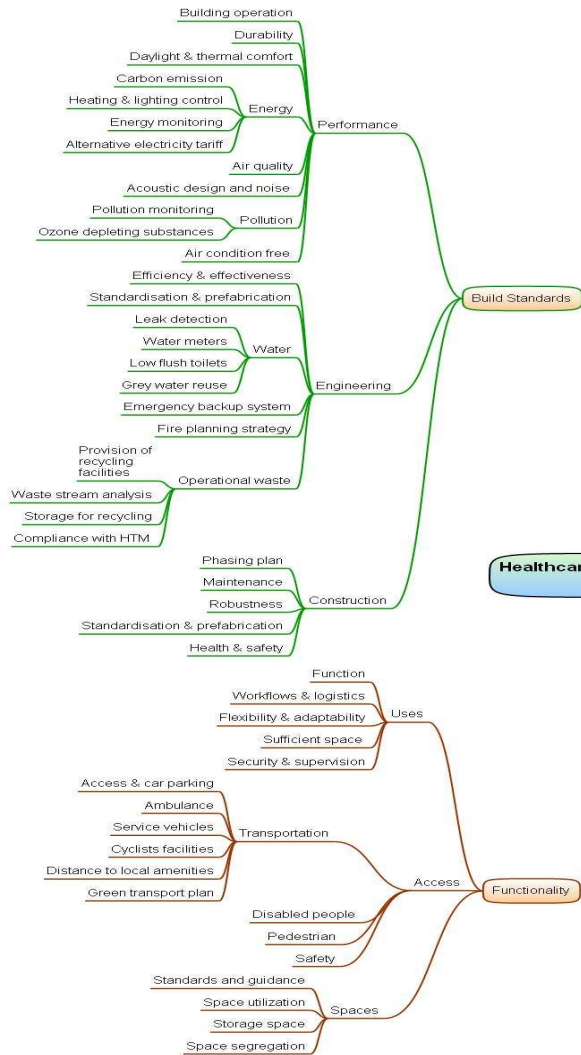 Building operation
Durability
Daylight & thermal comfort
Carbon emission
Heating & lighting control
Energy
Energy monitoring
Performance
Alternative electricity tariff
Air quality
Acoustic design and noise
Pollution monitoring
Pollution
Ozone depleting substances
Air condition free
Efficiency & effectiveness
Build Standards
Standardisation & prefabrication
Leak detection
Water meters
Water
Low flush toilets
Grey water reuse
Engineering
Emergency backup system
Fire planning strategy
Provision of
recycling
facilities
Operational waste
Waste stream analysis
Storage for recycling
Compliance with HTM
Phasing plan
Healthcar
Maintenance
Robustness
Construction
Standardisation & prefabrication
Health & safety
Function
Workflows & logistics
Flexibility & adaptability
Uses
Sufficient space
Security & supervision
Access & car parking
Ambulance
Service vehicles
Transportation
Cyclists facilities
Distance to local amenities
Access
Functionality
Green transport plan
Disabled people
Pedestrian
Safety
Standards and guidance
Space utilization
Spaces
Storage space
Space segregation